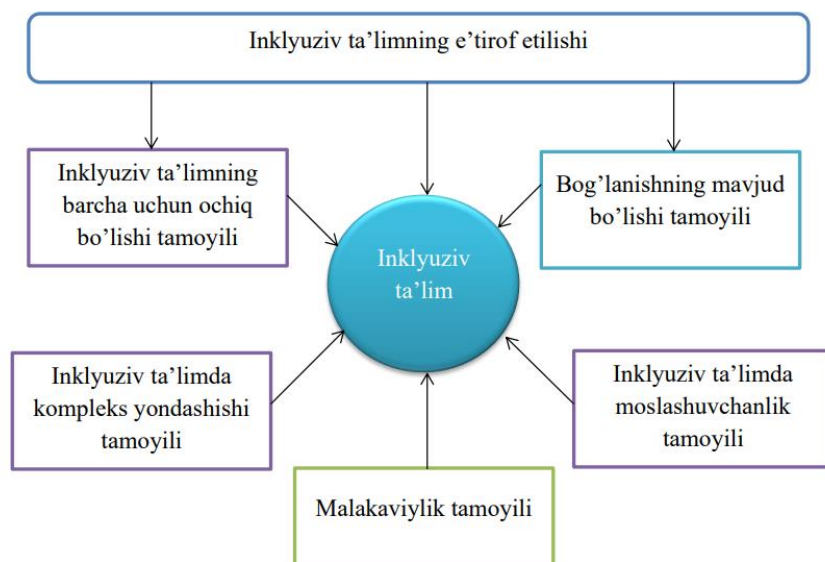 Inklyuziv ta’limning e’tirof etilishi
Inklyuziv ta’limning
barcha uchun ochiq
bo’lishi tamoyili
Bog’lanishning mavjud
bo’lishi tamoyili
Inklyuziv
ta’lim
Inklyuziv ta’limda
kompleks yondashishi
tamoyili
Inklyuziv ta’limda
moslashuvchanlik
tamoyili
Malakaviylik tamoyili